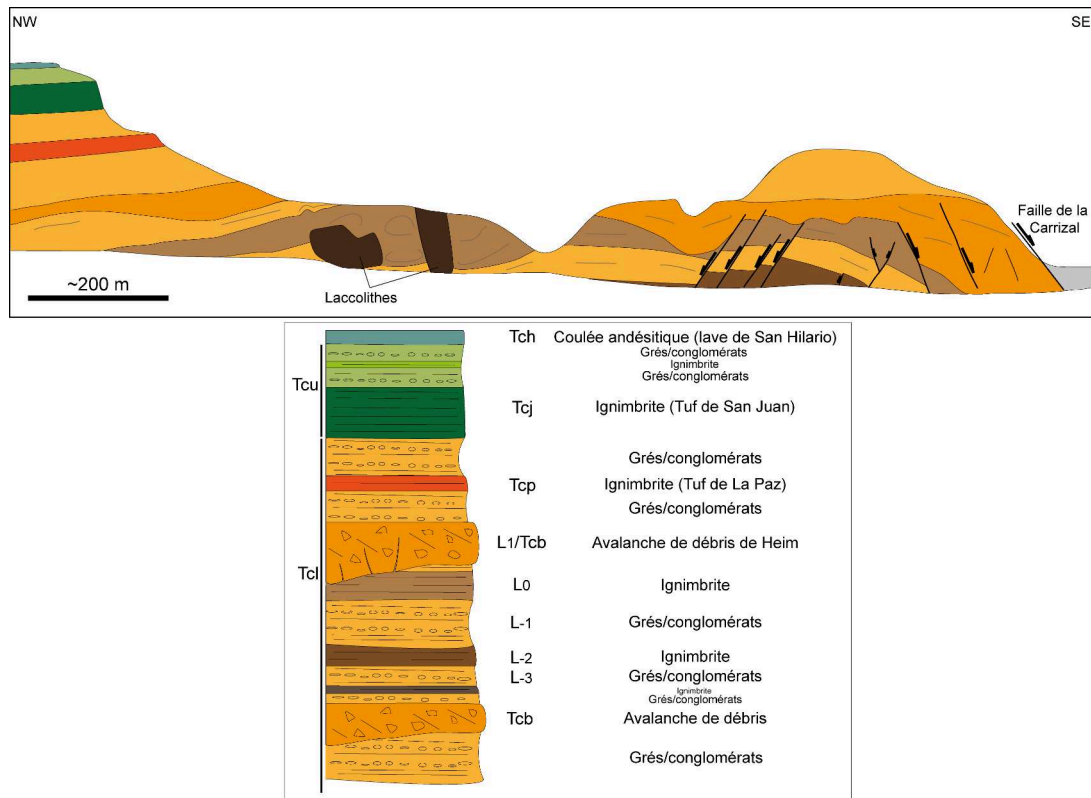 NW
SE
Faille de la
Carrizal
~200 m
Laccolithes
Tch Coulée andésitique (lave de San Hilario)
Grés/conglomérats
Ignimbrite
Grés/conglomérats
Tcu
Tcj Ignimbrite (Tuf de San Juan)
Grés/conglomérats
Tcp Ignimbrite (Tuf de La Paz)
Grés/conglomérats
L1/Tcb Avalanche de débris de Heim
Tcl
L0 Ignimbrite
L-1 Grés/conglomérats
L-2 Ignimbrite
L-3 Grés/conglomérats
Ignimbrite
Grés/conglomérats
Tcb Avalanche de débris
Grés/conglomérats